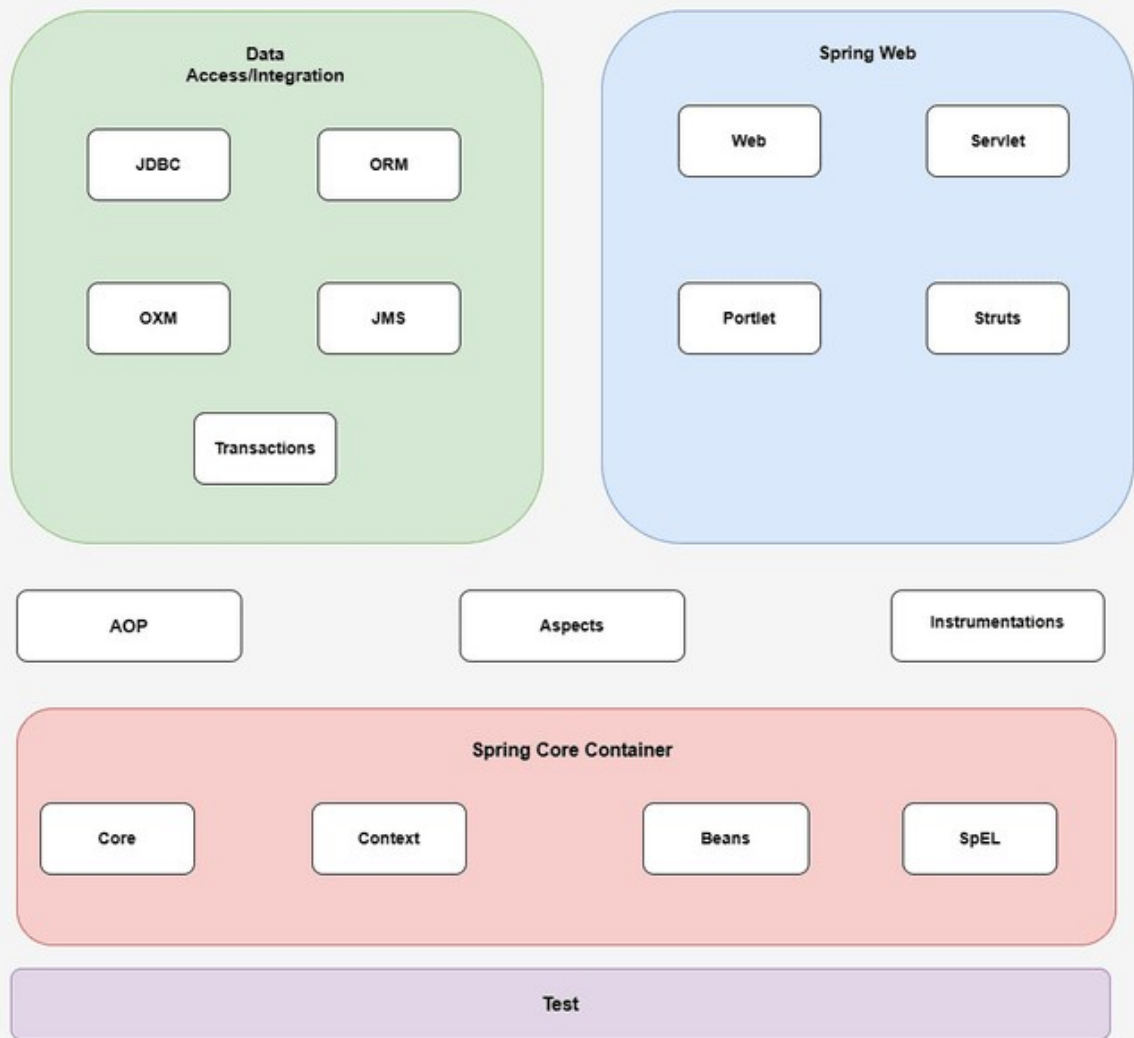 Data
Access/Integration
Spring Web
JDBC
ORM
Web
Servlet
OXM
JMS
Portlet
Struts
Transactions
AOP
Aspects
Instrumentations
Spring Core Container
Core
Context
Beans
SpEL
Test